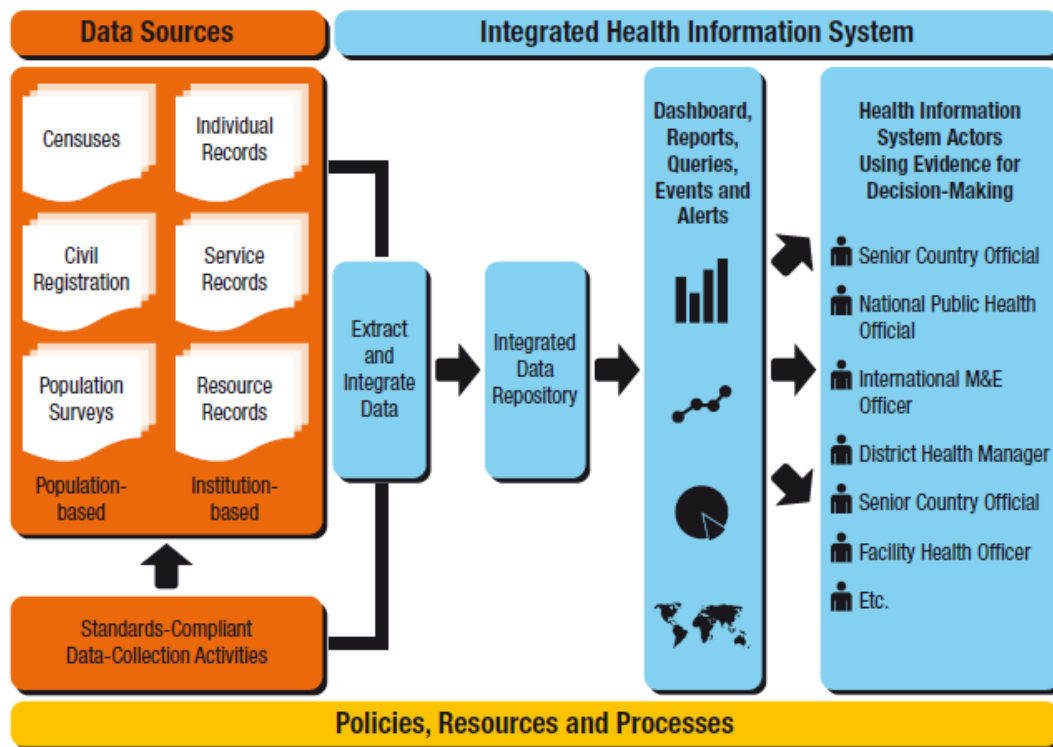 Data Sources
Integrated Health Information System
Censuses
Individual
Records
Civil
Registration
Service
Records
Population
Surveys
Resource
Records
Population-
based
Institution-
based
Standards-Compliant
Data-Collection Activities
Extract
and
Integrate
Data
Integrated
Data
Repository
Dashboard,
Reports,
Queries,
Events and
Alerts
Health Information
System Actors
Using Evidence for
Decision-Making
Senior Country Official
National Public Health
Official
International M&E
Officer
District Health Manager
Senior Country Official
Facility Health Officer
Etc.
Policies, Resources and Processes